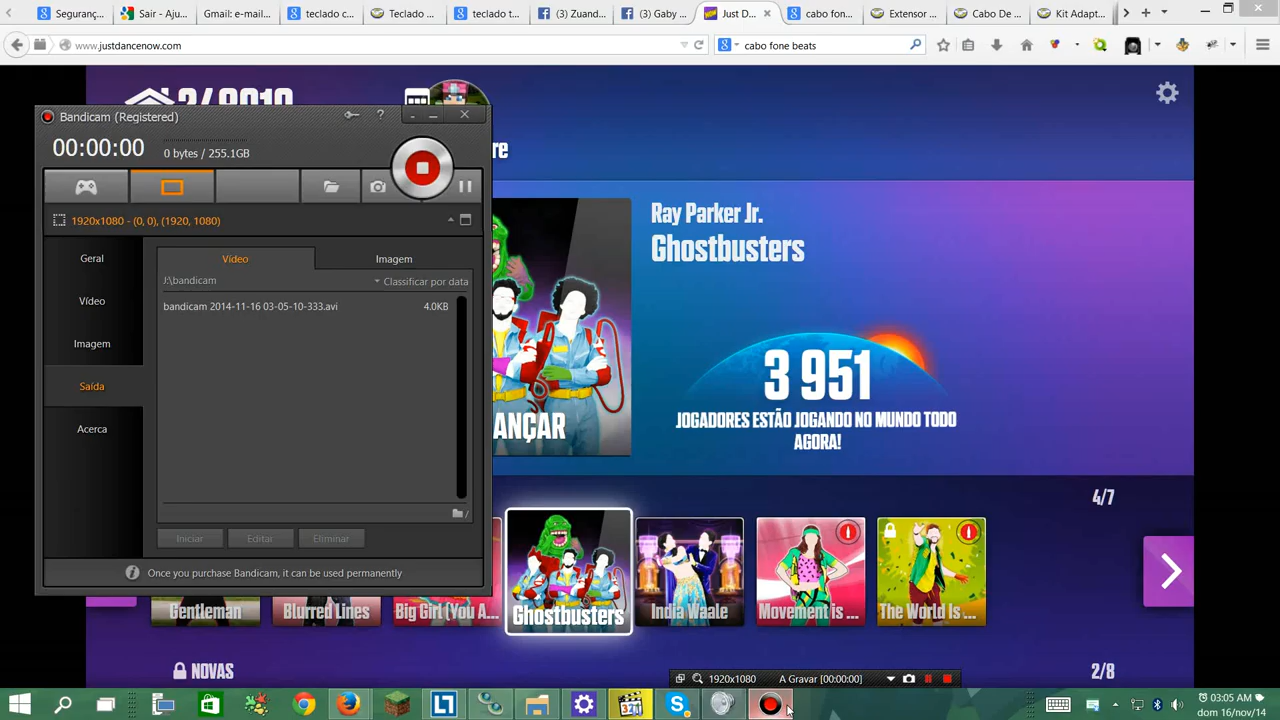 Seguranç...
Sair - Aju...
Gmail: e-mail...
teclado c...
Teclado ...
teclado t...
(3) Zuand...
(3) Gaby ...
Just D...
cabo fon...
Extensor ...
Cabo De ...
Kit Adapt...
www.justdancenow.com
cabo fone beats
Bandicam (Registered)
00:00:00
0 bytes / 255.1GB
1920x1080 - (0, 0), (1920, 1080)
Geral
Vídeo
Imagem
Saída
Acerca
Vídeo
Imagem
J:\bandicam
Classificar por data
bandicam 2014-11-16 03-05-10-333.avi
4.0KB
Iniciar
Editai
Eliminar
Once you purchase Bandicam, it can be used permanently
re
Ray Parker Jr.
Ghostbusters
ANÇAR
3 951
JOGADORES ESTÃO JOGANDO NO MUNDO TODO
AGORA!
4/7
Gentleman
Blurred Lines
Big Girl (You A...
Ghostbusters
India Waale
Movement is ...
The World Is ...
NOVAS
2/8
1920x1080
A Gravar [00:00:00]
321
03:05 AM
dom 16/nov/14